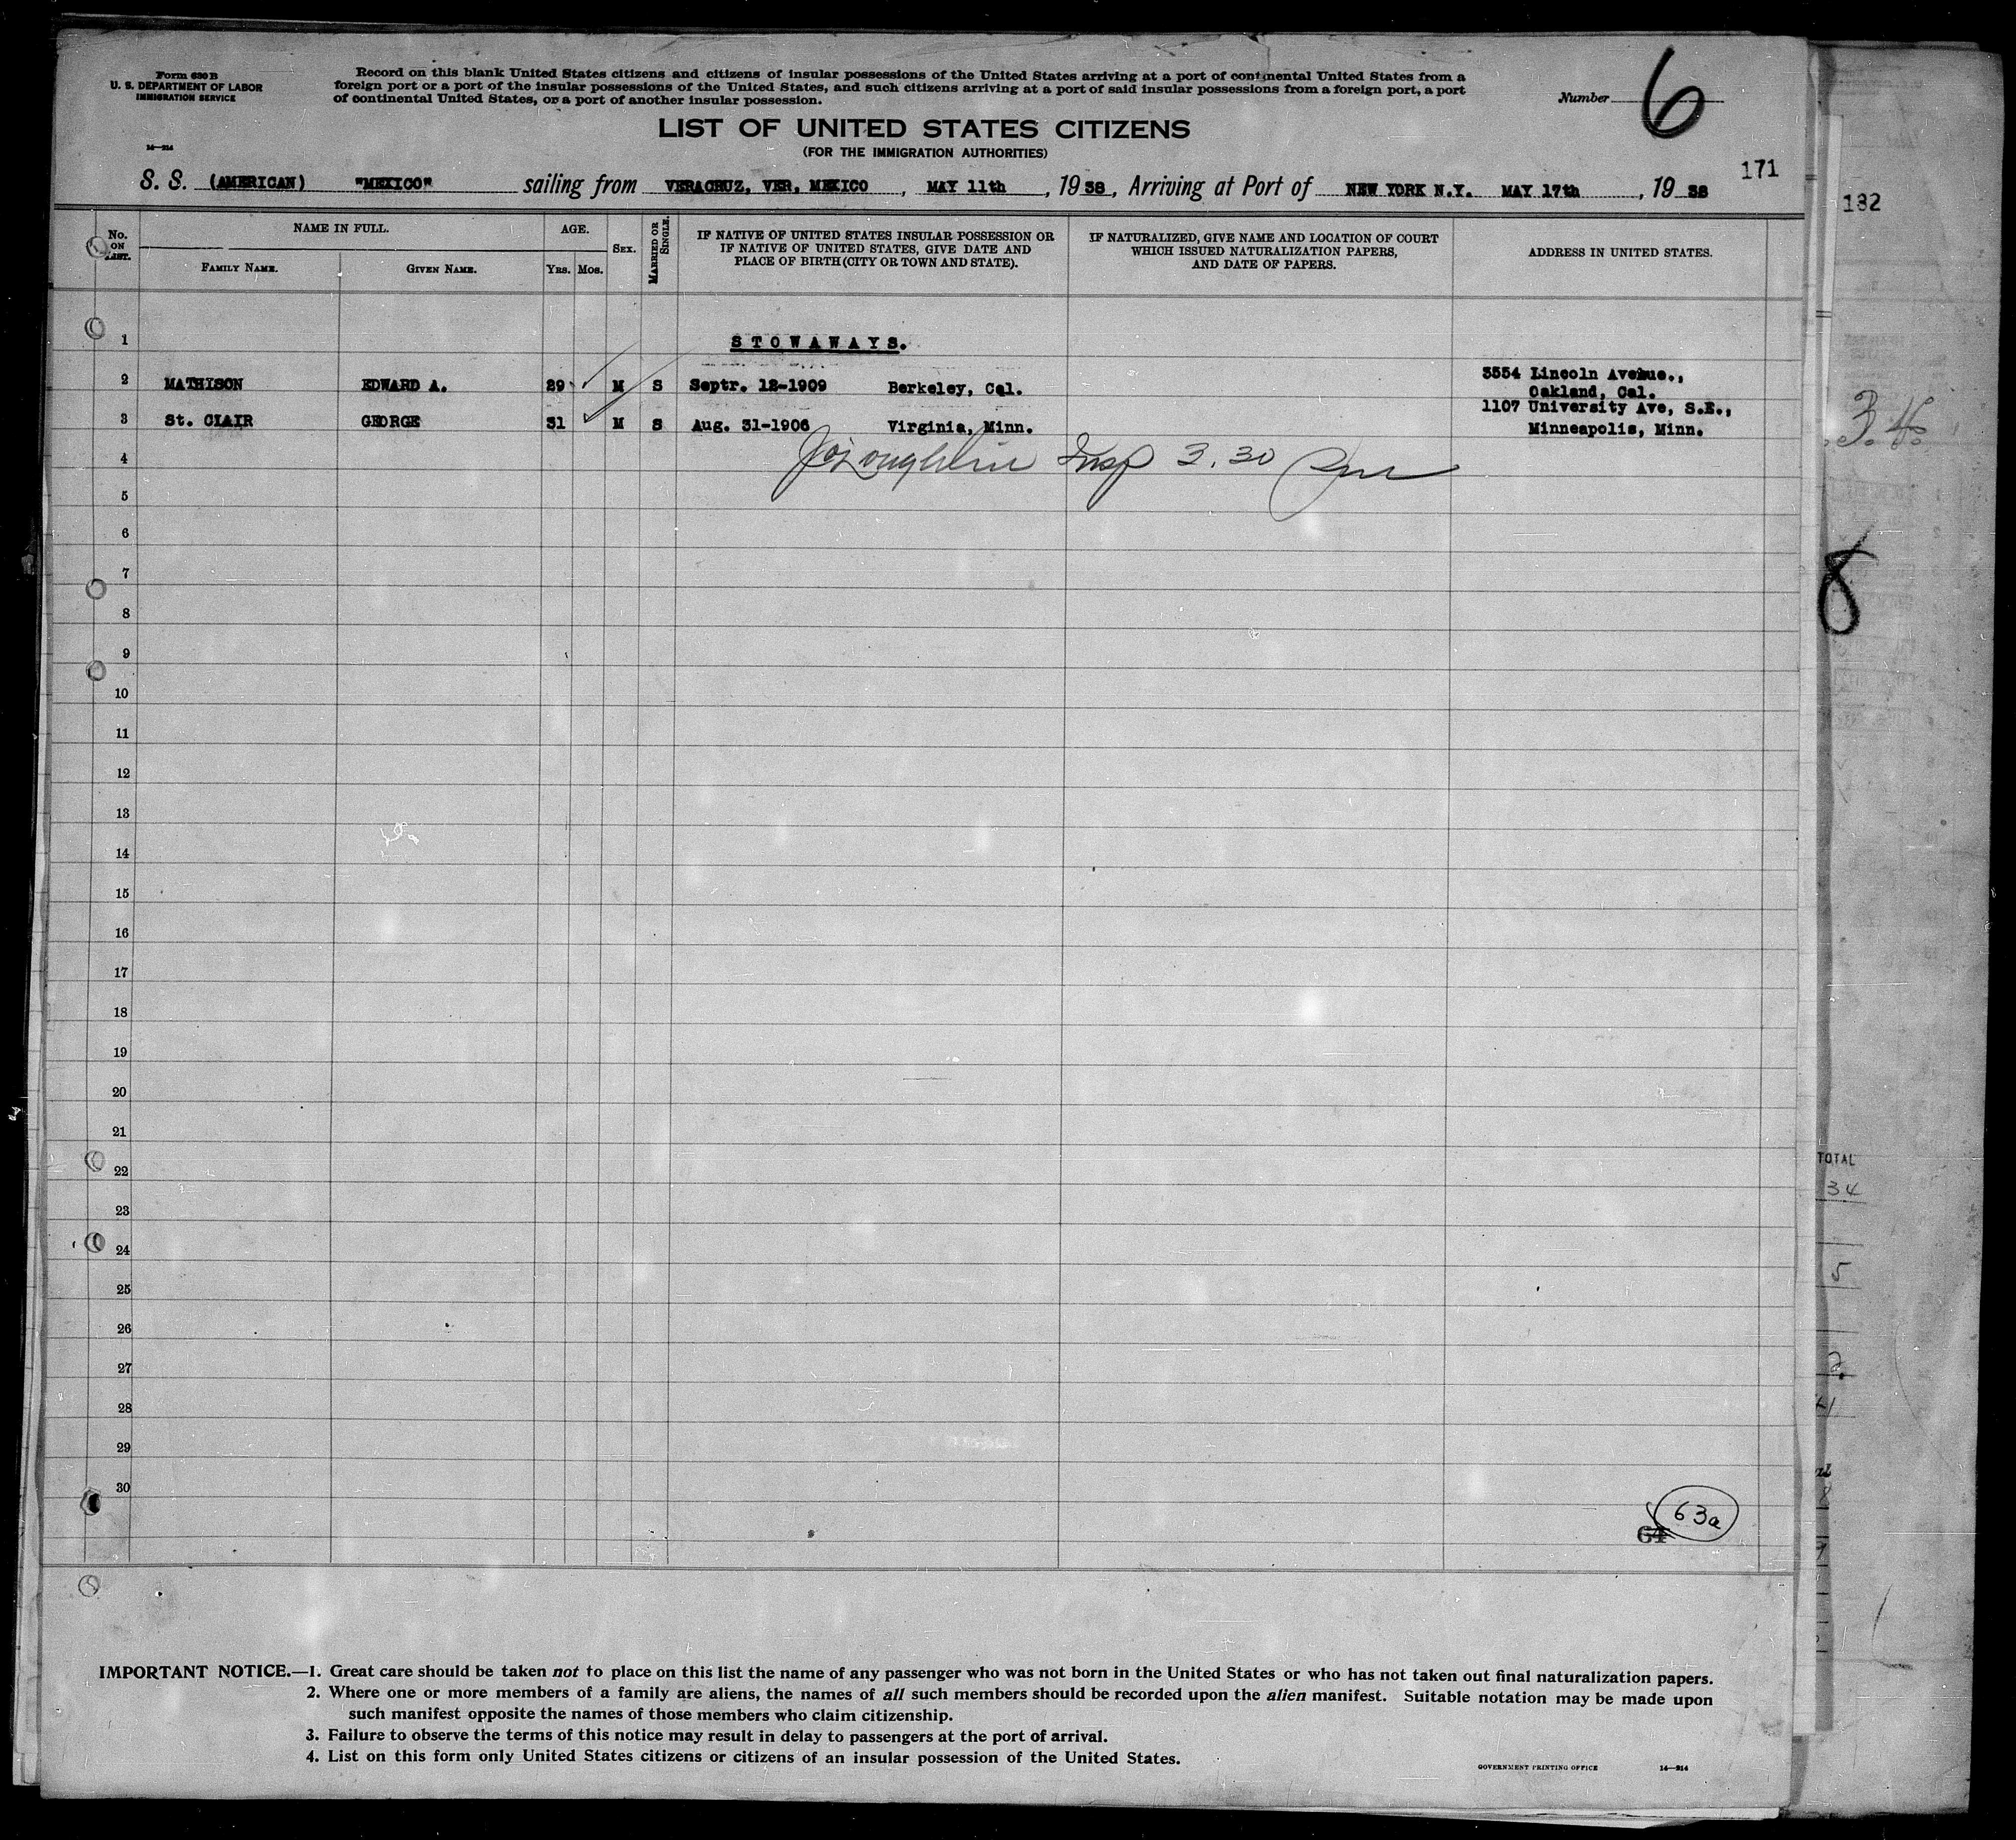 Form 630 B
U. S. DEPARTMENT OF LABOR
IMMIGRATION SERVICE
14—914
Record on this blank United States citizens and citizens of insular possessions of the United States arriving at a port of continental United States from a
foreign port or a port of the insular possessions of the United States, and such citizens arriving at a port of said insular possessions from a foreign port, a port
of continental United States, or a port of another insular possession.
Number 6
LIST OF UNITED STATES CITIZENS
(FOR THE IMMIGRATION AUTHORITIES)
171
S. S. (AMERICAN) "MEXICO" sailing from VERACRUZ, VER, MEXICO, MAY 11th, 1938, Arriving at Port of NEW YORK N.Y. MAY 17th, 1938
182
No. ON LIST.
NAME IN FULL.
FAMILY NAME. GIVEN NAME.
AGE.
YRS. MOS.
SEX.
MARRIED OR SINGLE.
IF NATIVE OF UNITED STATES INSULAR POSSESSION OR
IF NATIVE OF UNITED STATES, GIVE DATE AND
PLACE OF BIRTH (CITY OR TOWN AND STATE).
IF NATURALIZED, GIVE NAME AND LOCATION OF COURT
WHICH ISSUED NATURALIZATION PAPERS,
AND DATE OF PAPERS.
ADDRESS IN UNITED STATES.
1 STOWAWAYS.
2 MATHISON EDWARD A. 29 M S Septr. 12-1909 Berkeley, Cal. 3554 Lincoln Avenue.,
Oakland, Cal.
3 St. CLAIR GEORGE 31 M S Aug. 31-1906 Virginia, Minn. 1107 University Ave, S.E.,
Minneapolis, Minn.
4 Insp 3.30 Pm
5
6
7
8
8
9
10
11
12
13
14
15
16
17
18
19
20
21
22
TOTAL
34
23
24
25
5
26
27
28
29
30
63a
64
IMPORTANT NOTICE.—1. Great care should be taken not to place on this list the name of any passenger who was not born in the United States or who has not taken out final naturalization papers.
2. Where one or more members of a family are aliens, the names of all such members should be recorded upon the alien manifest. Suitable notation may be made upon
such manifest opposite the names of those members who claim citizenship.
3. Failure to observe the terms of this notice may result in delay to passengers at the port of arrival.
4. List on this form only United States citizens or citizens of an insular possession of the United States.
GOVERNMENT PRINTING OFFICE 14—914